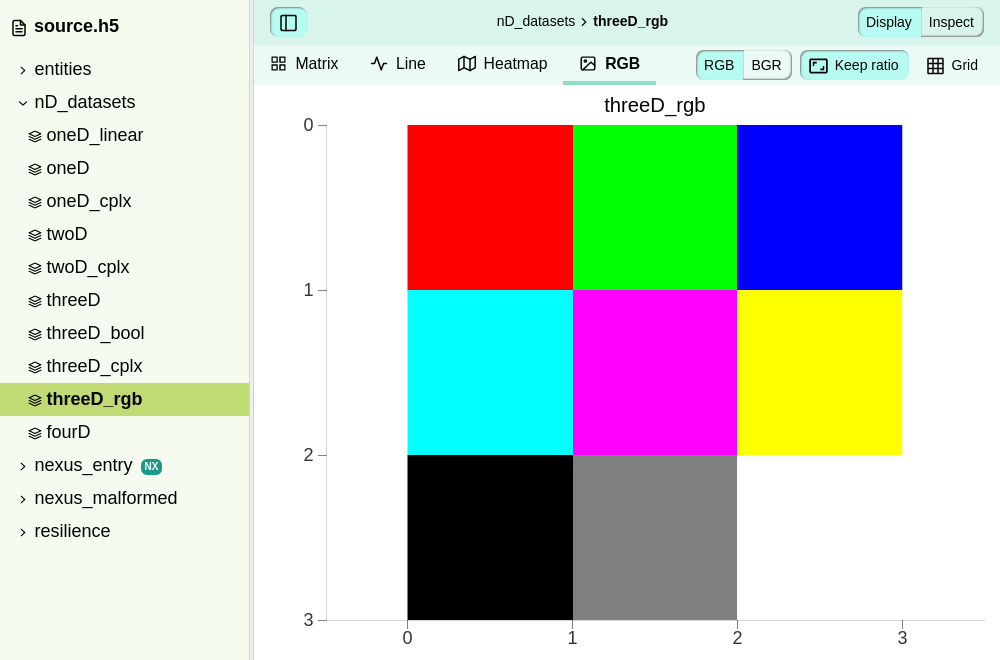 source.h5
entities
nD_datasets
oneD_linear
oneD
oneD_cplx
twoD
twoD_cplx
threeD
threeD_bool
threeD_cplx
threeD_rgb
fourD
nexus_entry NX
nexus_malformed
resilience
nD_datasets › threeD_rgb
Display Inspect
Matrix Line Heatmap RGB RGB BGR Keep ratio Grid
threeD_rgb
0
1
2
3
0 1 2 3